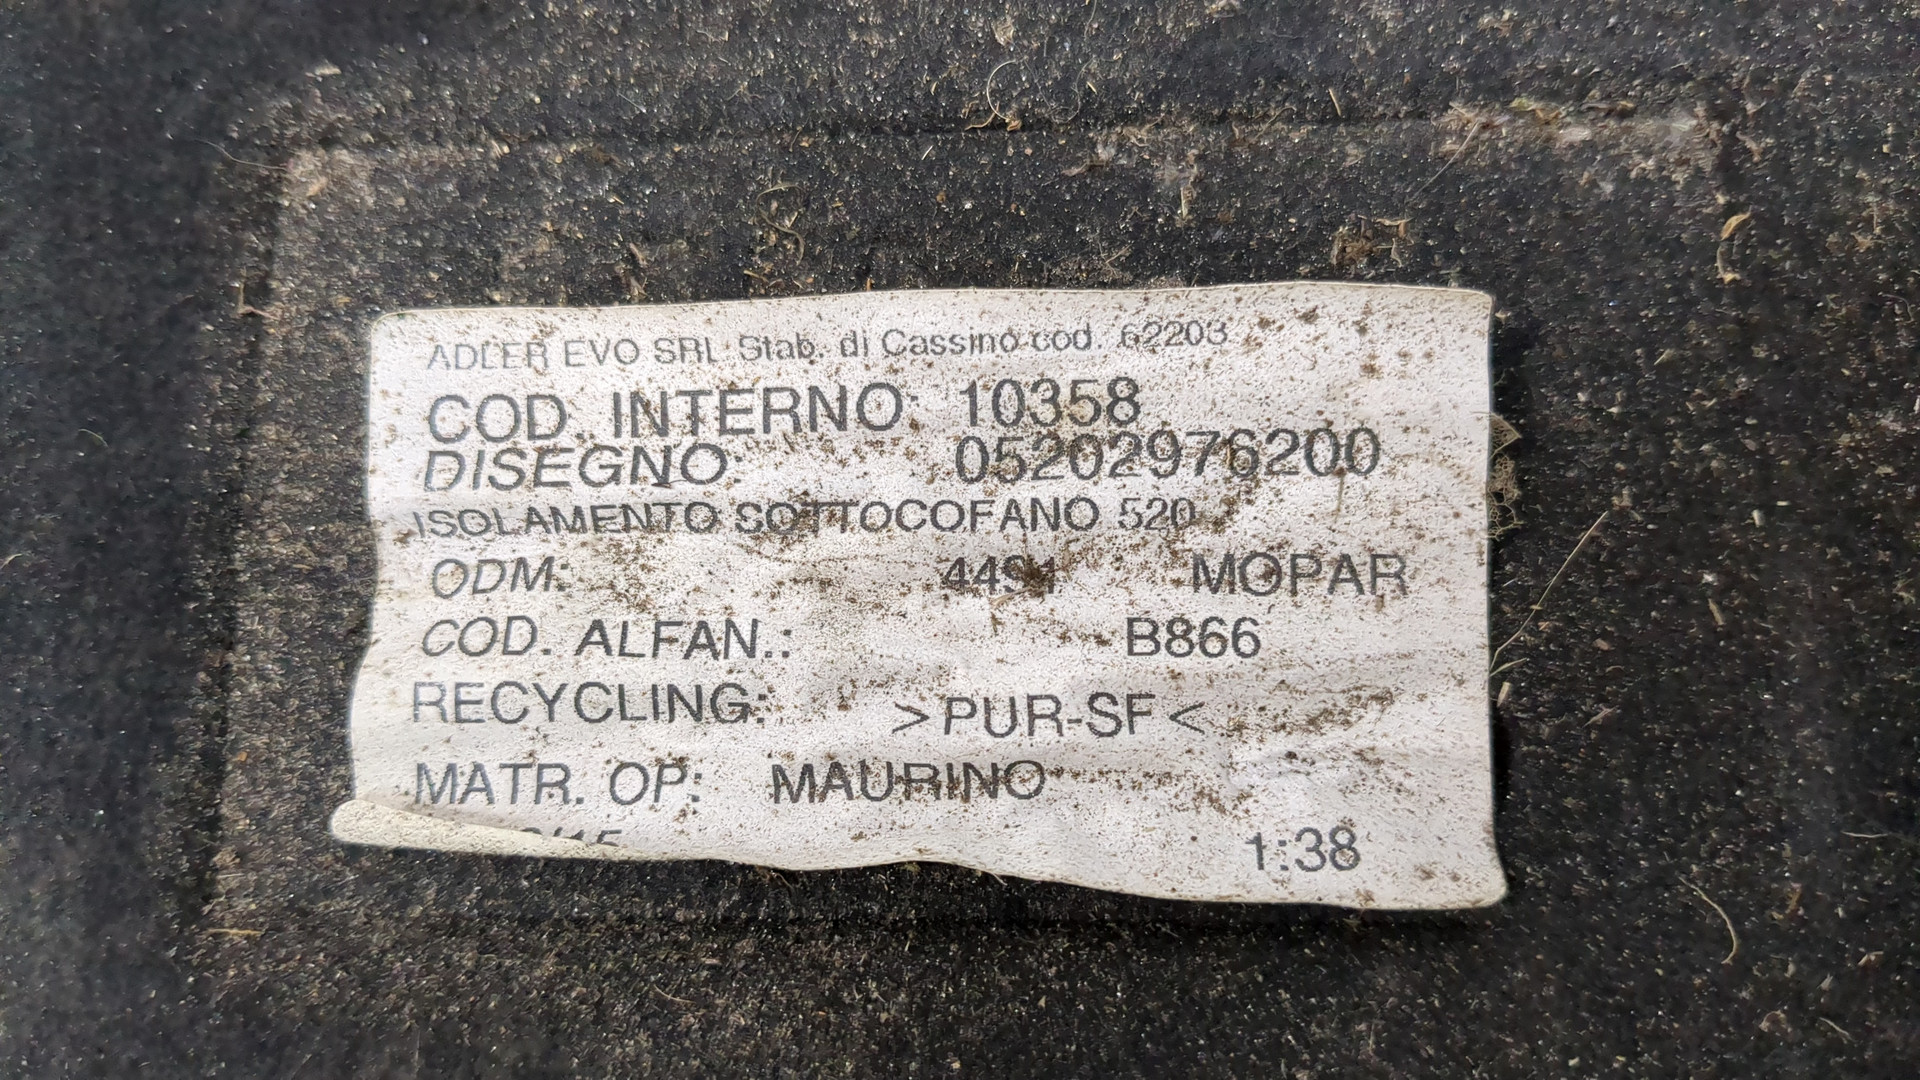 ADLER EVO SRL Stab. di Cassino cod. 62203
COD. INTERNO: 10358
DISEGNO: 05202976200
ISOLAMENTO SOTTOCOFANO 520
ODM: MOPAR
COD. ALFAN.: B866
RECYCLING: >PUR-SF<
MATR. OP: MAURINO
1:38